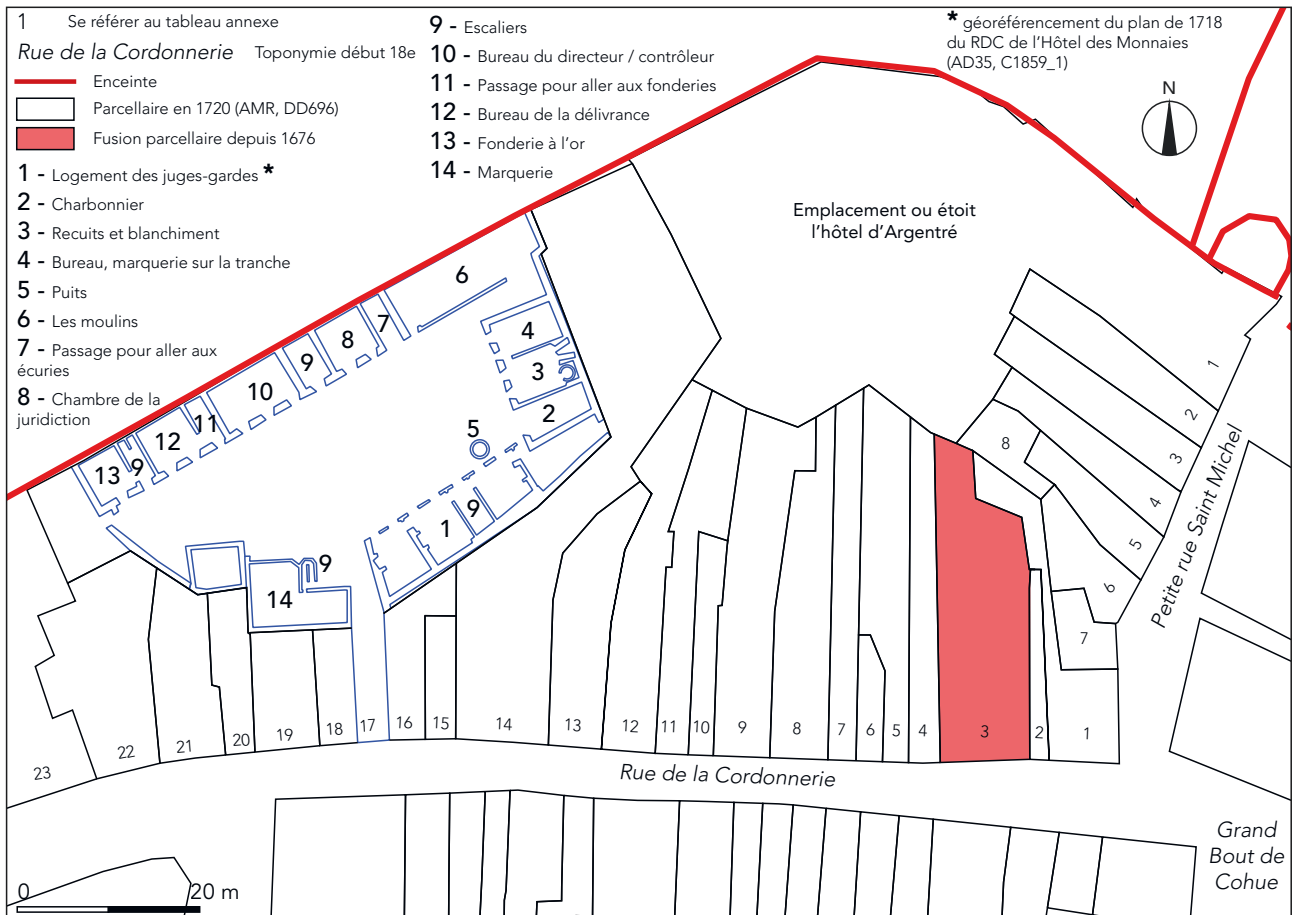 1 Se référer au tableau annexe
Rue de la Cordonnerie Toponymie début 18e
Enceinte
Parcellaire en 1720 (AMR, DD696)
Fusion parcellaire depuis 1676
1 - Logement des juges-gardes *
2 - Charbonnier
3 - Recuits et blanchiment
4 - Bureau, marquerie sur la tranche
5 - Puits
6 - Les moulins
7 - Passage pour aller aux
écuries
8 - Chambre de la
juridiction
9 - Escaliers
10 - Bureau du directeur / contrôleur
11 - Passage pour aller aux fonderies
12 - Bureau de la délivrance
13 - Fonderie à l'or
14 - Marquerie
* géoréférencement du plan de 1718
du RDC de l'Hôtel des Monnaies
(AD35, C1859_1)
N
Emplacement ou étoit
l'hôtel d'Argentré
6
7
8
9
10
11
12
9
13
4
3
2
5
1
9
9
14
1
2
3
4
5
6
7
8
Petite rue Saint Michel
23
22
21
20
19
18
17
16
15
14
13
12
11
10
9
8
7
6
5
4
3
2
1
Rue de la Cordonnerie
Grand
Bout de
Cohue
0 20 m